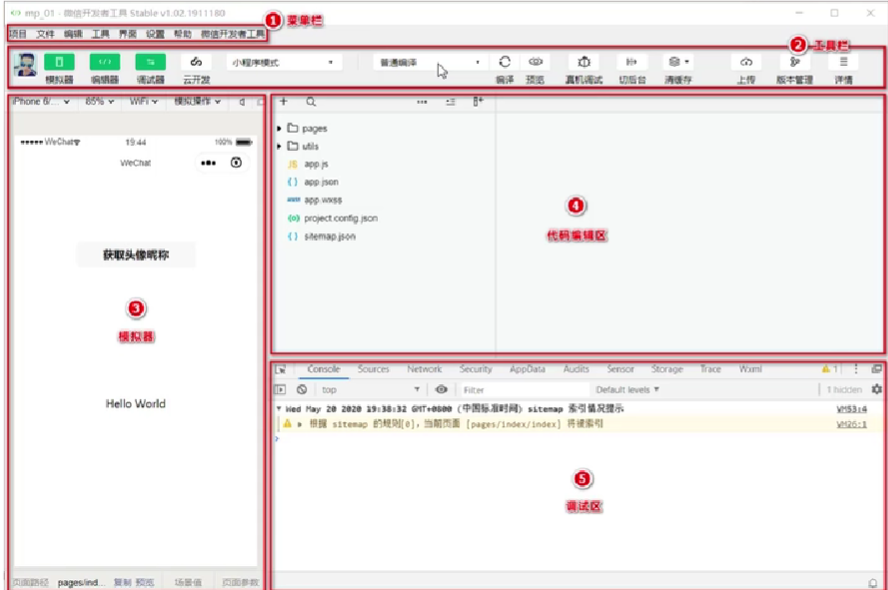 mp_01 - 微信开发者工具 Stable v1.02.1911180
1 菜单栏
项目 文件 编辑 工具 界面 设置 帮助 微信开发者工具
2 工具栏
小程序模式 普通编译
模拟器 编辑器 调试器 云开发 编译 预览 真机调试 切后台 清缓存 上传 版本管理 详情
iPhone 6/... 85% WiFi 模拟操作
WeChat 19:44 100%
WeChat
获取头像昵称
3
模拟器
Hello World
页面路径 pages/ind... 复制 预览 场景值 页面参数
pages
utils
JS app.js
{} app.json
app.wxss
{o} project.config.json
{} sitemap.json
4
代码编辑区
Console Sources Network Security AppData Audits Sensor Storage Trace Wxml 1
top Filter Default levels 1 hidden
Wed May 20 2020 19:38:32 GMT+0800 (中国标准时间) sitemap 索引情况提示 VM53:4
根据 sitemap 的规则[0]，当前页面 [pages/index/index] 将被索引 VM26:1
5
调试区